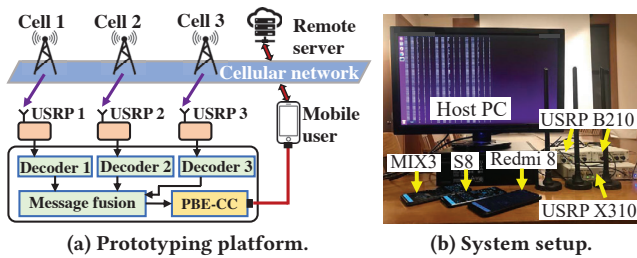 Cell 1 Cell 2 Cell 3
Remote
server
Cellular network
USRP 1 USRP 2 USRP 3
Mobile
user
Decoder 1 Decoder 2 Decoder 3
Message fusion PBE-CC
(a) Prototyping platform.
Host PC
USRP B210
MIX3 S8 Redmi 8
USRP X310
(b) System setup.